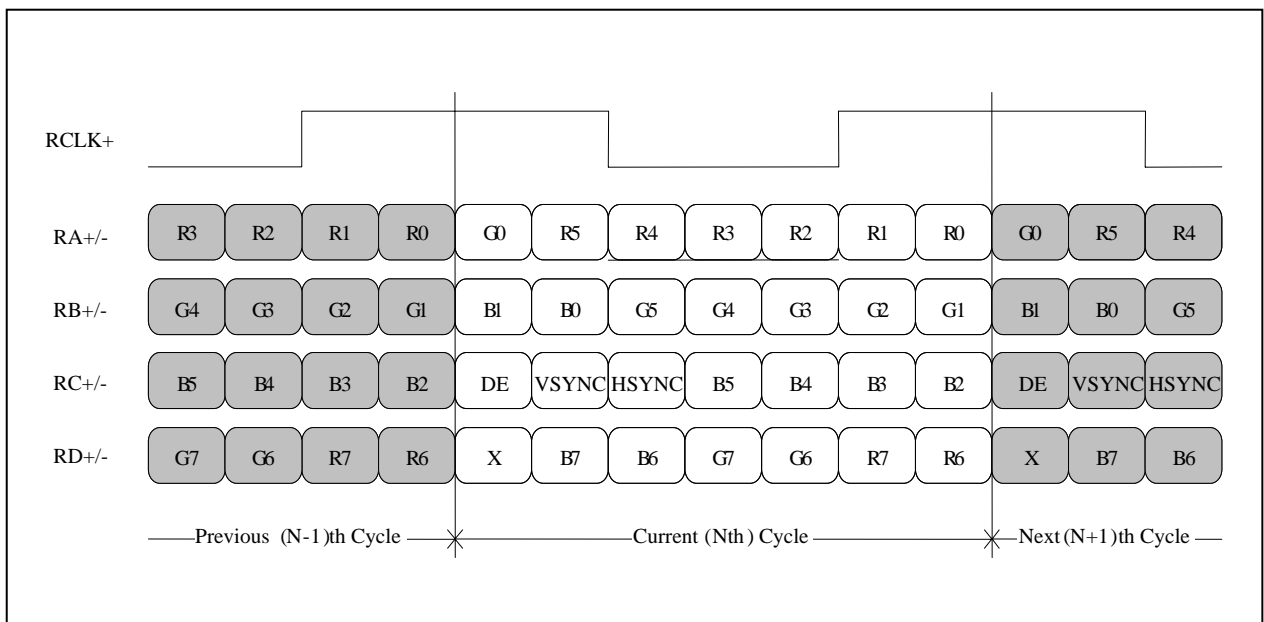 RCLK+
RA+/- R3 R2 R1 R0 G0 R5 R4 R3 R2 R1 R0 G0 R5 R4
RB+/- G4 G3 G2 G1 B1 B0 G5 G4 G3 G2 G1 B1 B0 G5
RC+/- B5 B4 B3 B2 DE VSYNC HSYNC B5 B4 B3 B2 DE VSYNC HSYNC
RD+/- G7 G6 R7 R6 X B7 B6 G7 G6 R7 R6 X B7 B6
Previous (N-1)th Cycle Current (Nth) Cycle Next (N+1)th Cycle